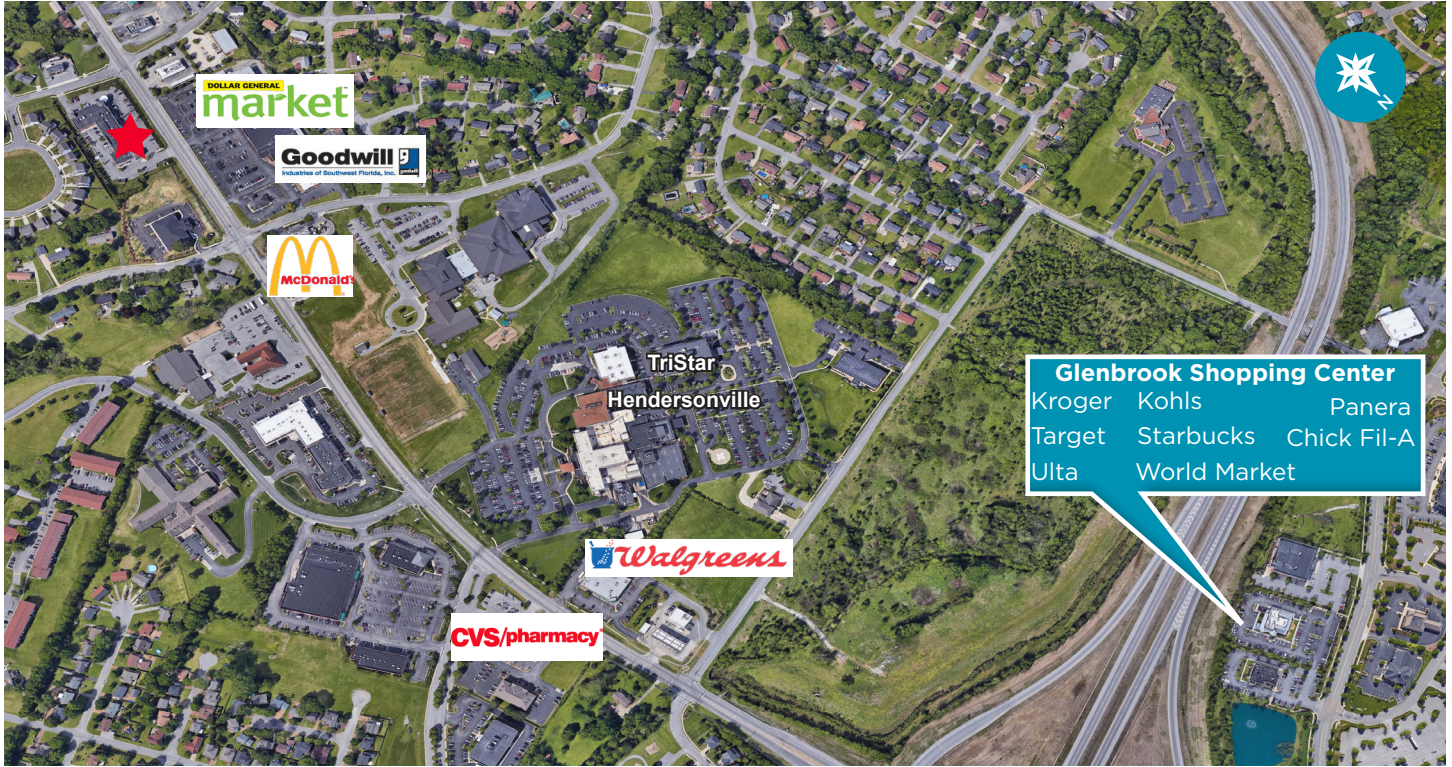 DOLLAR GENERAL
market
Goodwill
Industries of Southwest Florida, Inc.
goodwill
McDonald's
TriStar
Hendersonville
Walgreens
CVS/pharmacy
N
Glenbrook Shopping Center
Kroger Kohls Panera
Target Starbucks Chick Fil-A
Ulta World Market